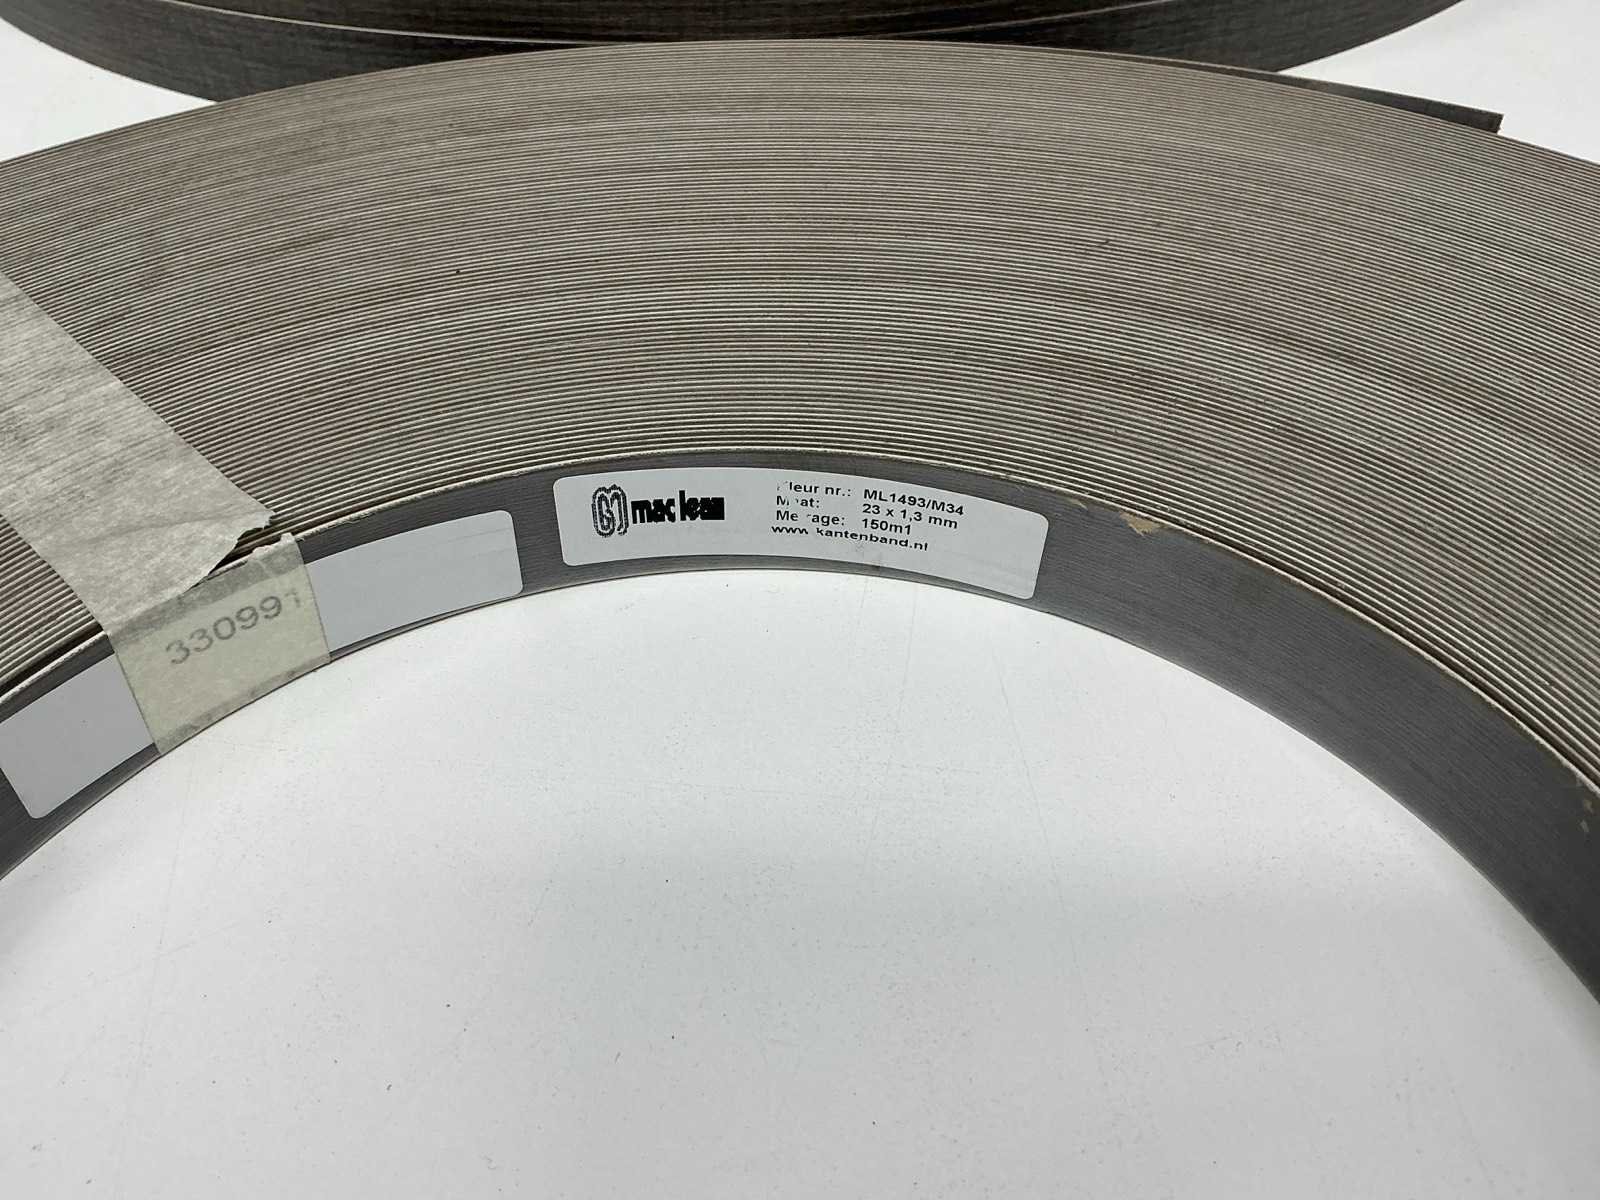 mac lean
Kleur nr.: ML1493/M34
Maat: 23 x 1,3 mm
Metrage: 150m1
www.kantenband.nl
330991